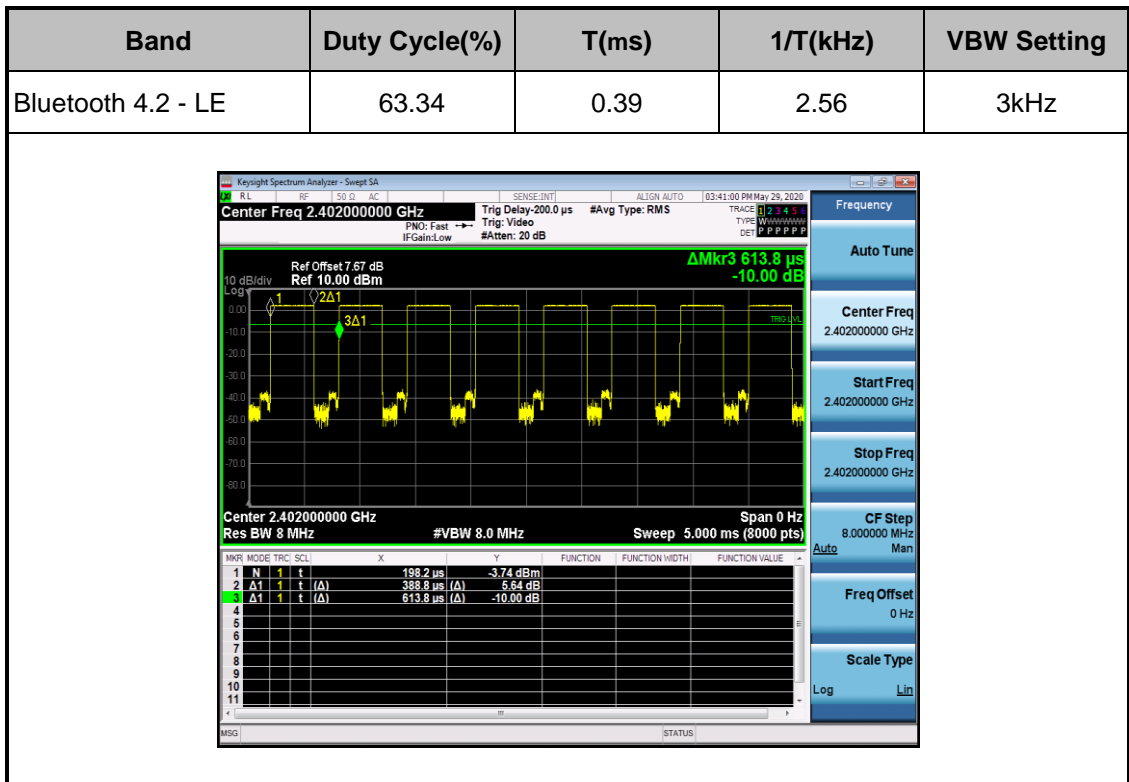 Band Duty Cycle(%) T(ms) 1/T(kHz) VBW Setting
Bluetooth 4.2 - LE 63.34 0.39 2.56 3kHz
Keysight Spectrum Analyzer - Swept SA
RL RF 50 Ω AC SENSE:INT ALIGN AUTO 03:41:00 PM May 29, 2020
Center Freq 2.402000000 GHz Trig Delay-200.0 µs #Avg Type: RMS TRACE 1 2 3 4 5 6
PNO: Fast Trig: Video TYPE WWWWWW
IFGain:Low #Atten: 20 dB DET P P P P P P
Frequency
Auto Tune
ΔMkr3 613.8 µs
-10.00 dB
Ref Offset 7.67 dB
10 dB/div Ref 10.00 dBm
Log
1 2Δ1
0.00
3Δ1
TRIG LVL
-10.0
-20.0
-30.0
-40.0
-50.0
-60.0
-70.0
-80.0
Center Freq
2.402000000 GHz
Start Freq
2.402000000 GHz
Stop Freq
2.402000000 GHz
Center 2.402000000 GHz Span 0 Hz
Res BW 8 MHz #VBW 8.0 MHz Sweep 5.000 ms (8000 pts)
CF Step
8.000000 MHz
Auto Man
MKR MODE TRC SCL X Y FUNCTION FUNCTION WIDTH FUNCTION VALUE
1 N 1 t 198.2 µs -3.74 dBm
2 Δ1 1 t (Δ) 388.8 µs (Δ) 5.64 dB
3 Δ1 1 t (Δ) 613.8 µs (Δ) -10.00 dB
4
5
6
7
8
9
10
11
Freq Offset
0 Hz
Scale Type
Log Lin
MSG STATUS